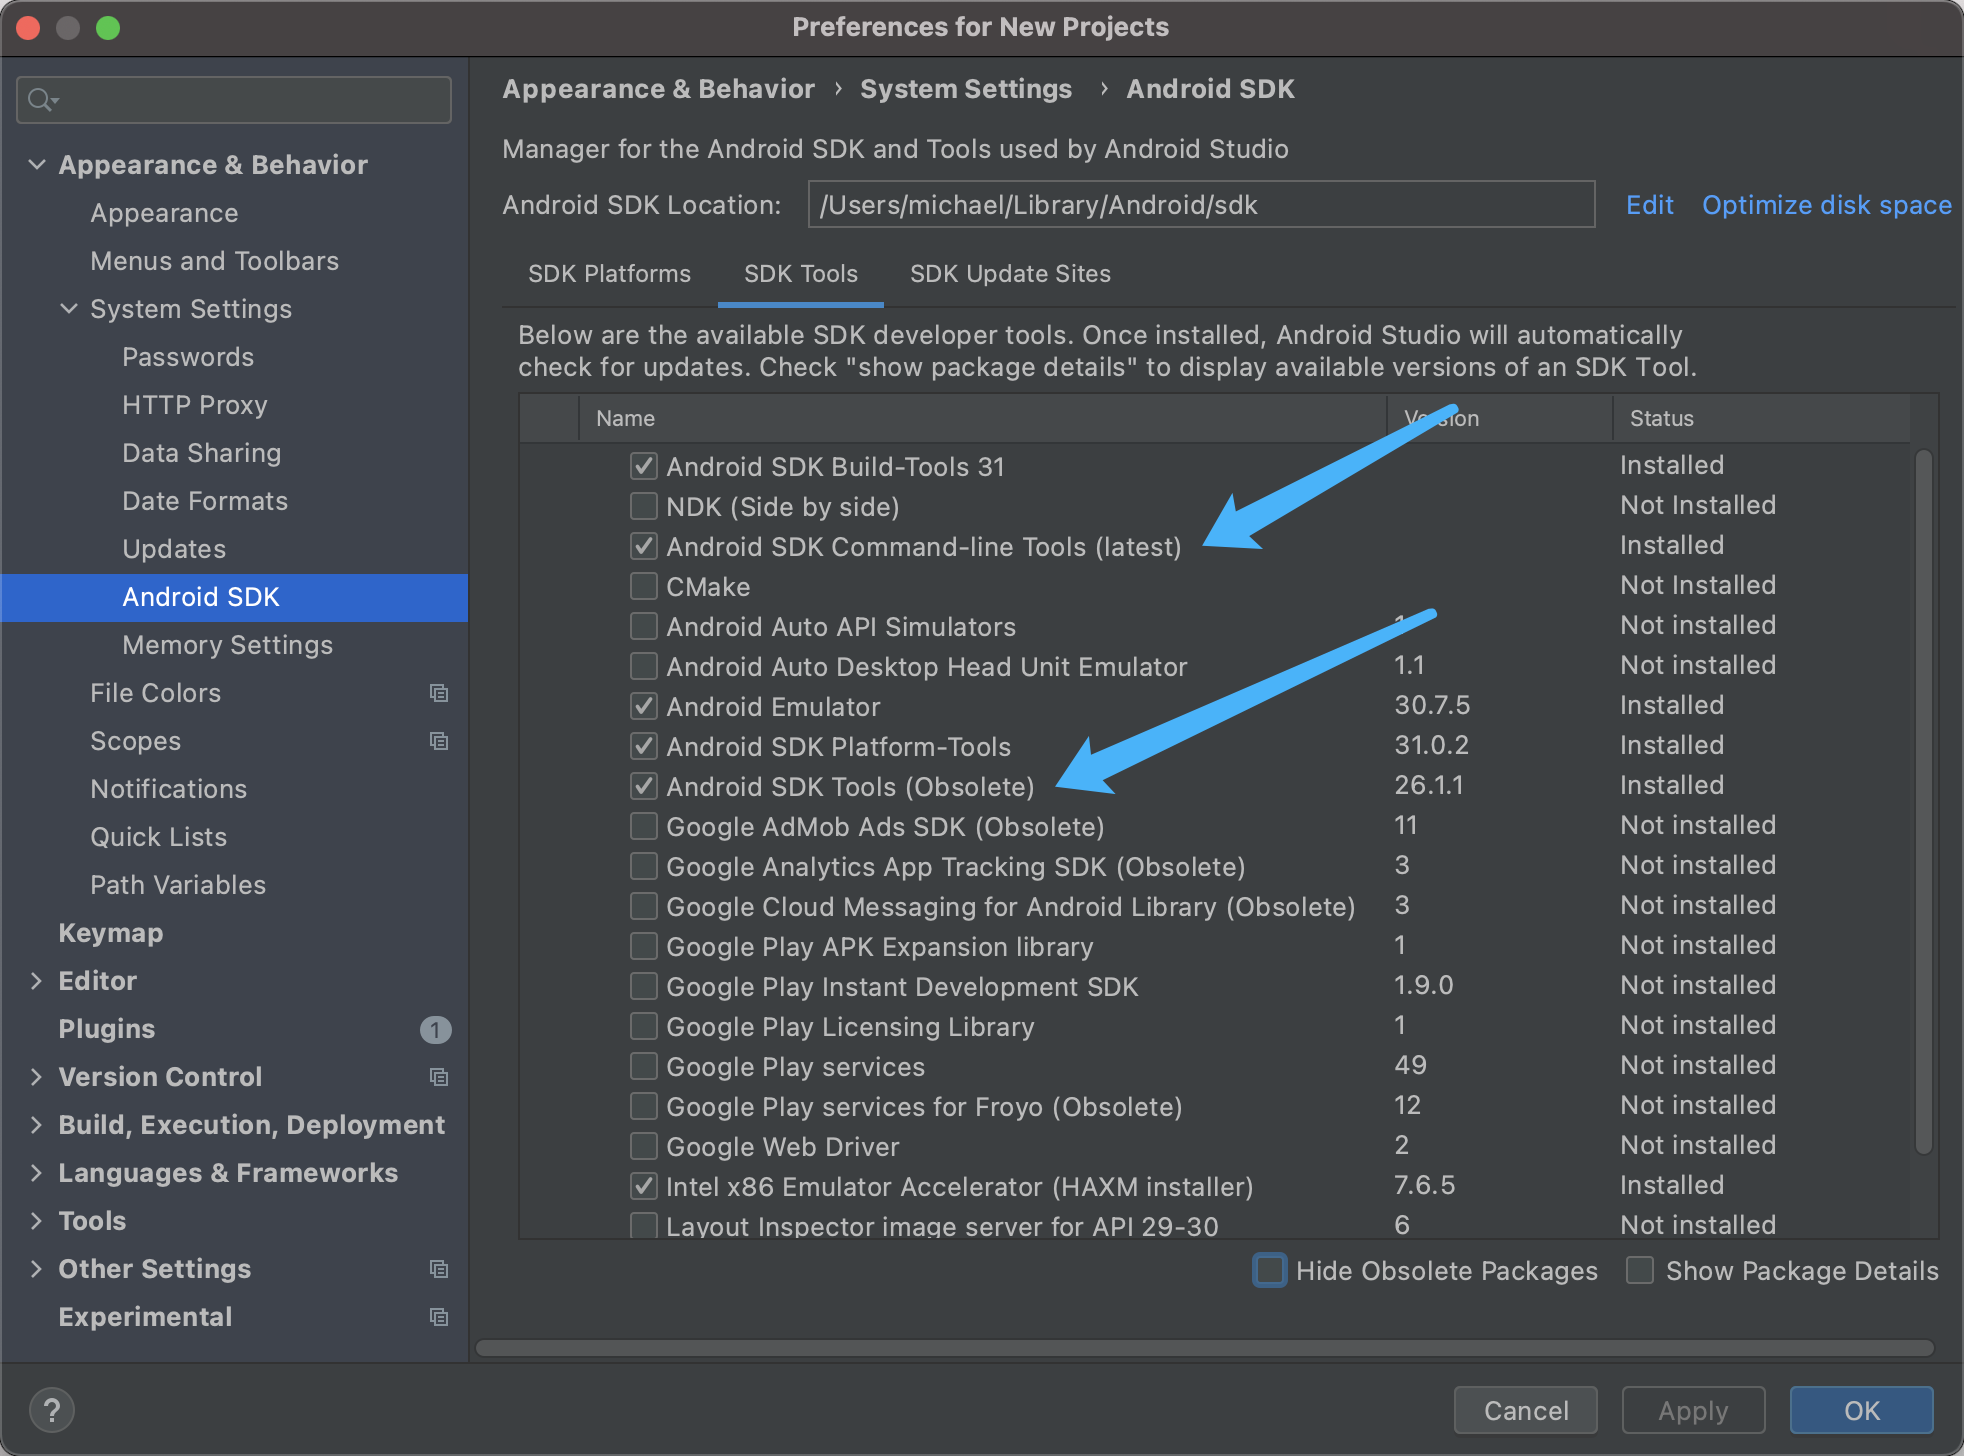 Preferences for New Projects
Appearance & Behavior
Appearance
Menus and Toolbars
System Settings
Passwords
HTTP Proxy
Data Sharing
Date Formats
Updates
Android SDK
Memory Settings
File Colors
Scopes
Notifications
Quick Lists
Path Variables
Keymap
Editor
Plugins 1
Version Control
Build, Execution, Deployment
Languages & Frameworks
Tools
Other Settings
Experimental
Appearance & Behavior › System Settings › Android SDK
Manager for the Android SDK and Tools used by Android Studio
Android SDK Location: /Users/michael/Library/Android/sdk Edit Optimize disk space
SDK Platforms SDK Tools SDK Update Sites
Below are the available SDK developer tools. Once installed, Android Studio will automatically
check for updates. Check "show package details" to display available versions of an SDK Tool.
Name Version Status
Android SDK Build-Tools 31 Installed
NDK (Side by side) Not Installed
Android SDK Command-line Tools (latest) Installed
CMake Not Installed
Android Auto API Simulators Not installed
Android Auto Desktop Head Unit Emulator 1.1 Not installed
Android Emulator 30.7.5 Installed
Android SDK Platform-Tools 31.0.2 Installed
Android SDK Tools (Obsolete) 26.1.1 Installed
Google AdMob Ads SDK (Obsolete) 11 Not installed
Google Analytics App Tracking SDK (Obsolete) 3 Not installed
Google Cloud Messaging for Android Library (Obsolete) 3 Not installed
Google Play APK Expansion library 1 Not installed
Google Play Instant Development SDK 1.9.0 Not installed
Google Play Licensing Library 1 Not installed
Google Play services 49 Not installed
Google Play services for Froyo (Obsolete) 12 Not installed
Google Web Driver 2 Not installed
Intel x86 Emulator Accelerator (HAXM installer) 7.6.5 Installed
Layout Inspector image server for API 29-30 6 Not installed
Hide Obsolete Packages Show Package Details
? Cancel Apply OK